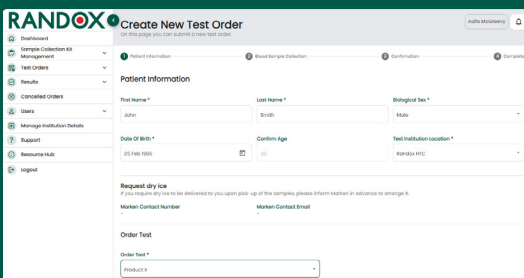 RANDOX
Create New Test Order
On this page you can submit a new test order.
Aoife McGreevy
Dashboard
Sample Collection Kit
Management
Test Orders
Results
Cancelled Orders
Users
Manage Institution Details
Support
Resource Hub
Logout
1 Patient Information
2 Blood Sample Collection
3 Confirmation
4 Complete
Patient Information
First Name *
Last Name *
Biological Sex *
John
Smith
Male
Date Of Birth *
Confirm Age
Test Institution Location *
Randox HTC
Request dry ice
If you require dry ice to be delivered to you upon pick-up of the samples, please inform Marken in advance to arrange it.
Marken Contact Number
Marken Contact Email
-
-
Order Test
Order Test *
Product X